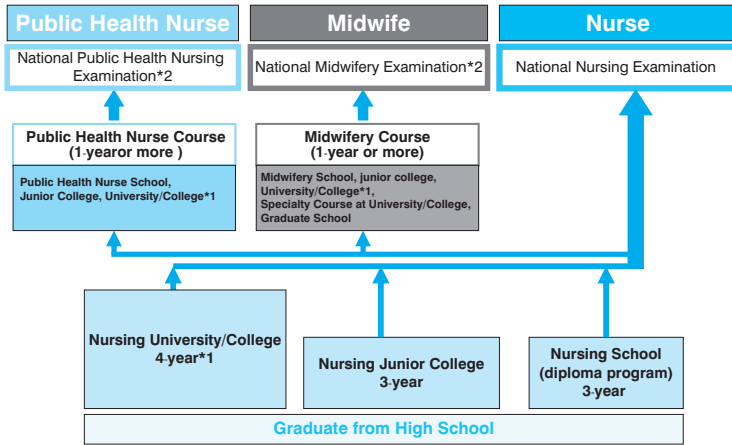 Public Health Nurse
Midwife
Nurse
National Public Health Nursing
Examination*2
National Midwifery Examination*2
National Nursing Examination
Public Health Nurse Course
(1-yearor more )
Midwifery Course
(1-year or more)
Public Health Nurse School,
Junior College, University/College*1
Midwifery School, junior college,
University/College*1,
Specialty Course at University/College,
Graduate School
Nursing University/College
4-year*1
Nursing Junior College
3-year
Nursing School
(diploma program)
3-year
Graduate from High School